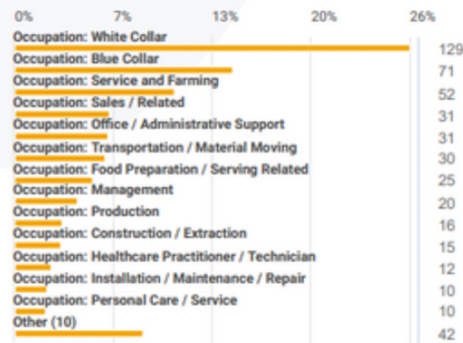 0% 7% 13% 20% 26%
Occupation: White Collar
129
Occupation: Blue Collar
71
Occupation: Service and Farming
52
Occupation: Sales / Related
31
Occupation: Office / Administrative Support
31
Occupation: Transportation / Material Moving
30
Occupation: Food Preparation / Serving Related
25
Occupation: Management
20
Occupation: Production
16
Occupation: Construction / Extraction
15
Occupation: Healthcare Practitioner / Technician
12
Occupation: Installation / Maintenance / Repair
10
Occupation: Personal Care / Service
10
Other (10)
42